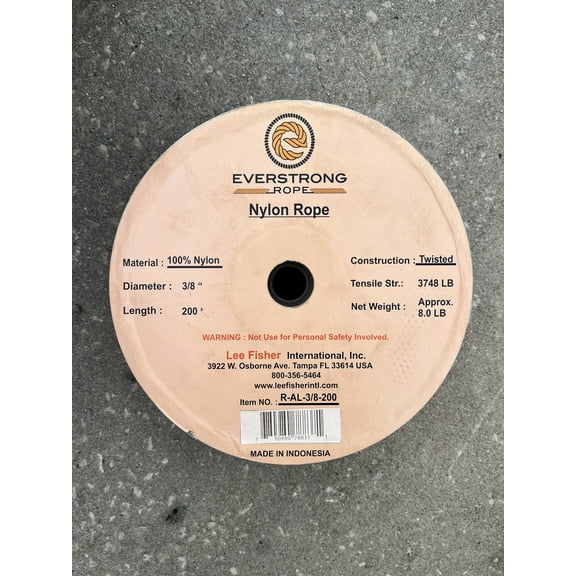 EVERSTRONG
ROPE
Nylon Rope
Material : 100% Nylon
Diameter : 3/8 "
Length : 200 '
Construction : Twisted
Tensile Str.: 3748 LB
Net Weight : Approx.
8.0 LB
WARNING : Not Use for Personal Safety Involved.
Lee Fisher International, Inc.
3922 W. Osborne Ave. Tampa FL 33614 USA
800-356-5464
www.leefisherintl.com
Item NO. : R-AL-3/8-200
MADE IN INDONESIA